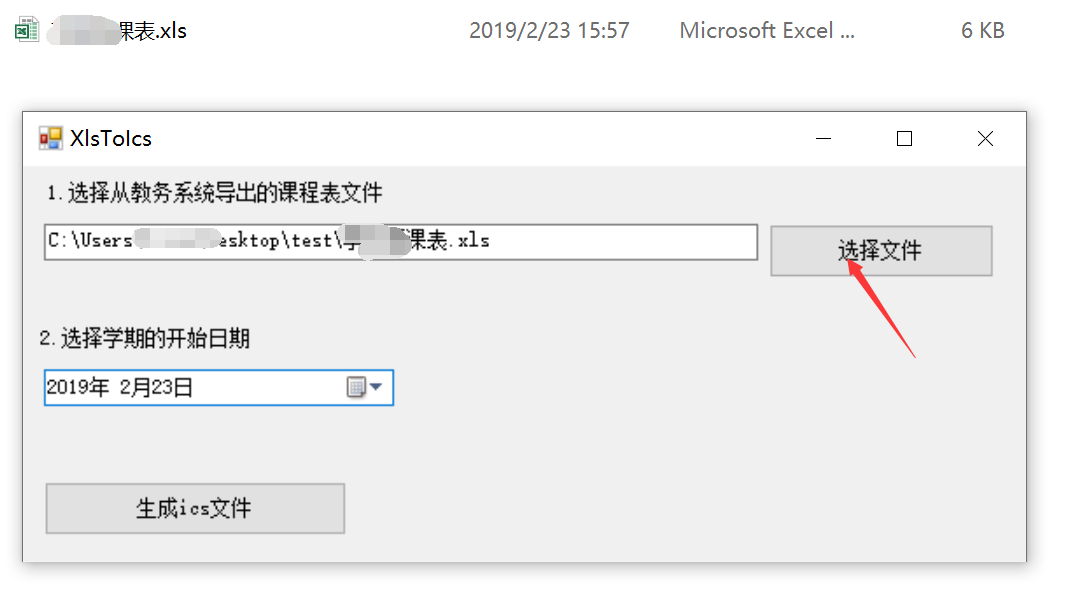 课表.xls 2019/2/23 15:57 Microsoft Excel ... 6 KB
XlsToIcs
1.选择从教务系统导出的课程表文件
C:\Users esktop\test\ 课表.xls
选择文件
2.选择学期的开始日期
2019年 2月23日
生成ics文件